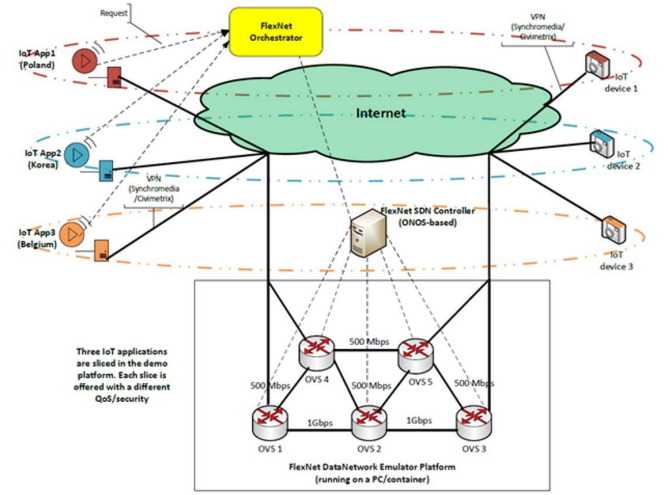 Request
FlexNet
Orchestrator
VPN
(Synchromedia/
Civimetrix)
IoT App1
(Poland)
IoT
device 1
Internet
IoT App2
(Korea)
IoT
device 2
VPN
(Synchromedia
/Civimetrix)
IoT App3
(Belgium)
FlexNet SDN Controller
(ONOS-based)
IoT
device 3
Three IoT applications
are sliced in the demo
platform. Each slice is
offered with a different
QoS/security
500 Mbps
OVS 4
OVS 5
500 Mbps
500 Mbps
500 Mbps
1Gbps
1Gbps
OVS 1
OVS 2
OVS 3
FlexNet DataNetwork Emulator Platform
(running on a PC/container)